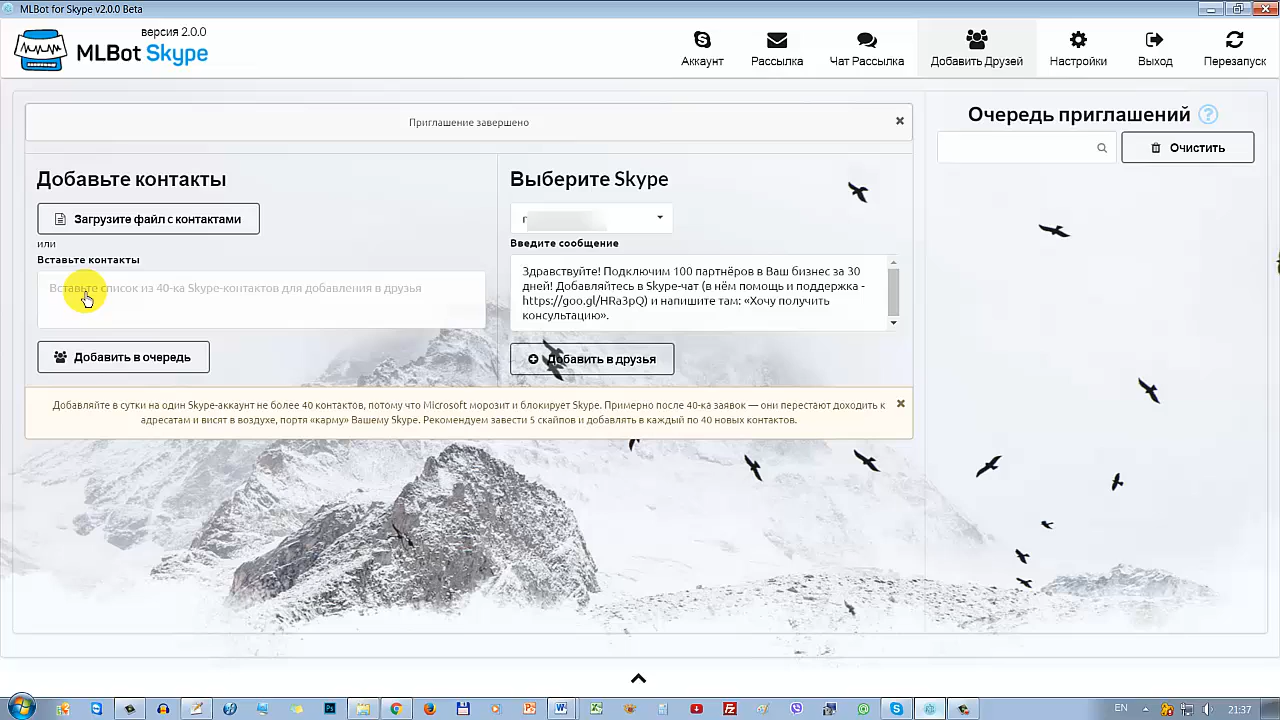 MLBot for Skype v2.0.0 Beta
версия 2.0.0
MLBot Skype
Аккаунт
Рассылка
Чат Рассылка
Добавить Друзей
Настройки
Выход
Перезапуск
Приглашение завершено
Очередь приглашений
Очистить
Добавьте контакты
Загрузите файл с контактами
или
Вставьте контакты
Вставьте список из 40-ка Skype-контактов для добавления в друзья
Добавить в очередь
Выберите Skype
Введите сообщение
Здравствуйте! Подключим 100 партнёров в Ваш бизнес за 30
дней! Добавляйтесь в Skype-чат (в нём помощь и поддержка -
https://goo.gl/HRa3pQ) и напишите там: «Хочу получить
консультацию».
Добавить в друзья
Добавляйте в сутки на один Skype-аккаунт не более 40 контактов, потому что Microsoft морозит и блокирует Skype. Примерно после 40-ка заявок — они перестают доходить к
адресатам и висят в воздухе, портя «карму» Вашему Skype. Рекомендуем завести 5 скайпов и добавлять в каждый по 40 новых контактов.
EN
21:37